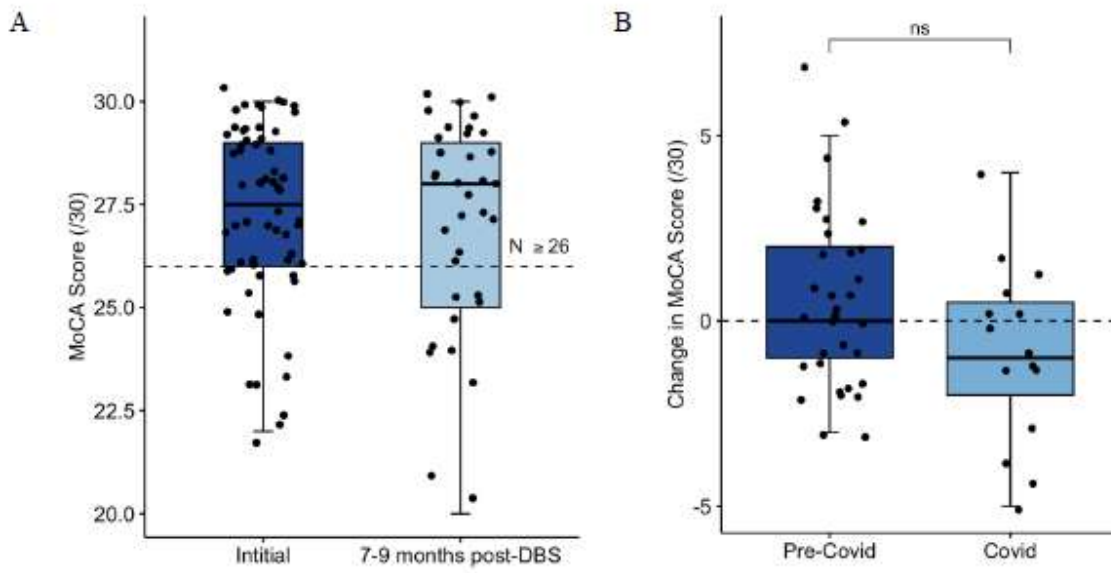 A
MoCA Score (/30)
30.0
27.5
25.0
22.5
20.0
N ≥ 26
Intitial
7-9 months post-DBS
B
ns
Change in MoCA Score (/30)
5
0
-5
Pre-Covid
Covid